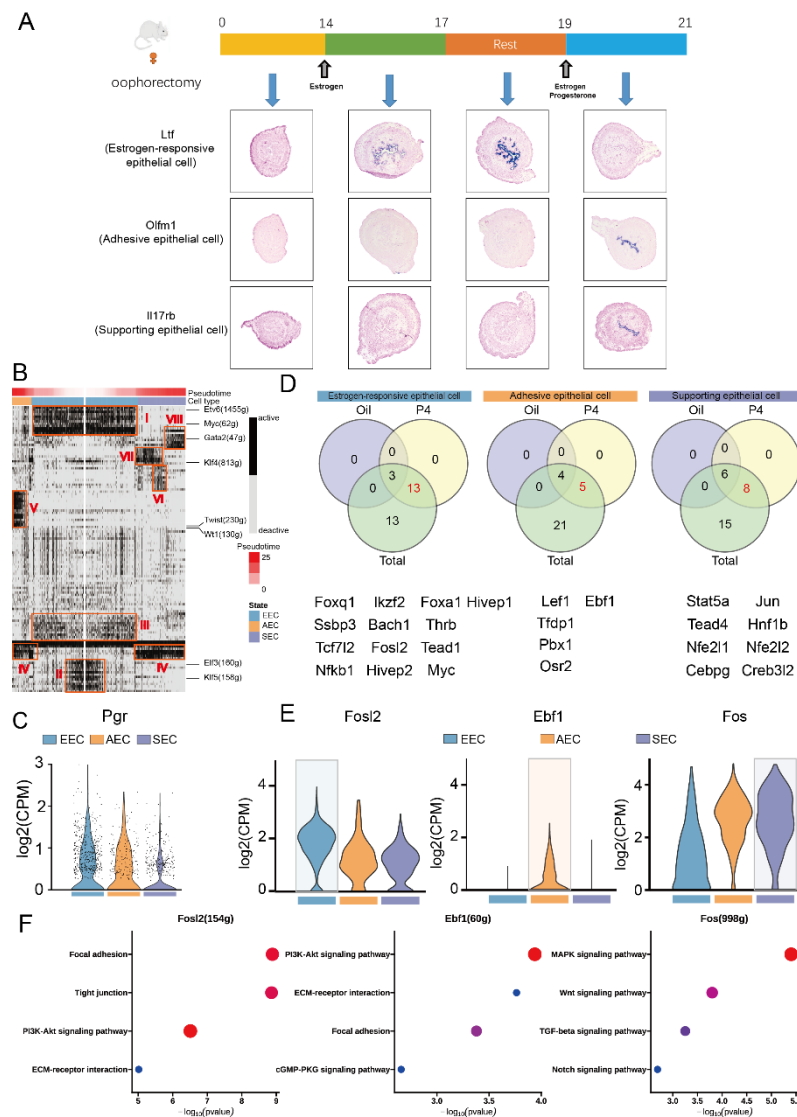 A
0 14 17 19 21
Rest
oophorectomy
Estrogen
Estrogen
Progesterone
Ltf
(Estrogen-responsive
epithelial cell)
Olfm1
(Adhesive epithelial cell)
Il17rb
(Supporting epithelial cell)
B
Pseudotime
Cell type
I
VIII
VII
VI
V
III
IV
IV
II
Etv6(1455g)
Myc(62g)
Gata2(47g)
Klf4(813g)
Twist(230g)
Wt1(130g)
Elf3(160g)
Klf5(158g)
active
deactive
Pseudotime
25
0
State
EEC
AEC
SEC
D
Estrogen-responsive epithelial cell
Oil P4
0
0 0
3
0 13
13
Total
Adhesive epithelial cell
Oil P4
0
0 0
4
0 5
21
Total
Supporting epithelial cell
Oil P4
0
0 0
6
0 8
15
Total
Foxq1 Ikzf2 Foxa1 Hivep1
Ssbp3 Bach1 Thrb
Tcf7l2 Fosl2 Tead1
Nfkb1 Hivep2 Myc
Lef1 Ebf1
Tfdp1
Pbx1
Osr2
Stat5a Jun
Tead4 Hnf1b
Nfe2l1 Nfe2l2
Cebpg Creb3l2
C
Pgr
EEC AEC SEC
log2(CPM)
3
2
1
0
E
Fosl2 Ebf1 Fos
EEC AEC SEC
log2(CPM)
4
2
0
log2(CPM)
4
2
0
log2(CPM)
4
2
0
F
Fosl2(154g)
Focal adhesion
Tight junction
PI3K-Akt signaling pathway
ECM-receptor interaction
5 6 7 8 9
−log10(pvalue)
Ebf1(60g)
PI3K-Akt signaling pathway
ECM-receptor interaction
Focal adhesion
cGMP-PKG signaling pathway
3.0 3.5 4.0
−log10(pvalue)
Fos(998g)
MAPK signaling pathway
Wnt signaling pathway
TGF-beta signaling pathway
Notch signaling pathway
3.0 3.5 4.0 4.5 5.0
−log10(pvalue)